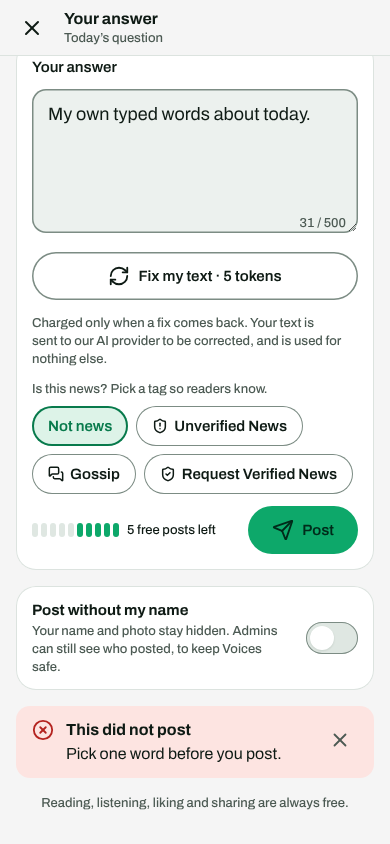 Your answer
Today's question
Your answer
My own typed words about today.
31 / 500
Fix my text · 5 tokens
Charged only when a fix comes back. Your text is
sent to our AI provider to be corrected, and is used for
nothing else.
Is this news? Pick a tag so readers know.
Not news
Unverified News
Gossip
Request Verified News
5 free posts left
Post
Post without my name
Your name and photo stay hidden. Admins
can still see who posted, to keep Voices
safe.
This did not post
Pick one word before you post.
Reading, listening, liking and sharing are always free.